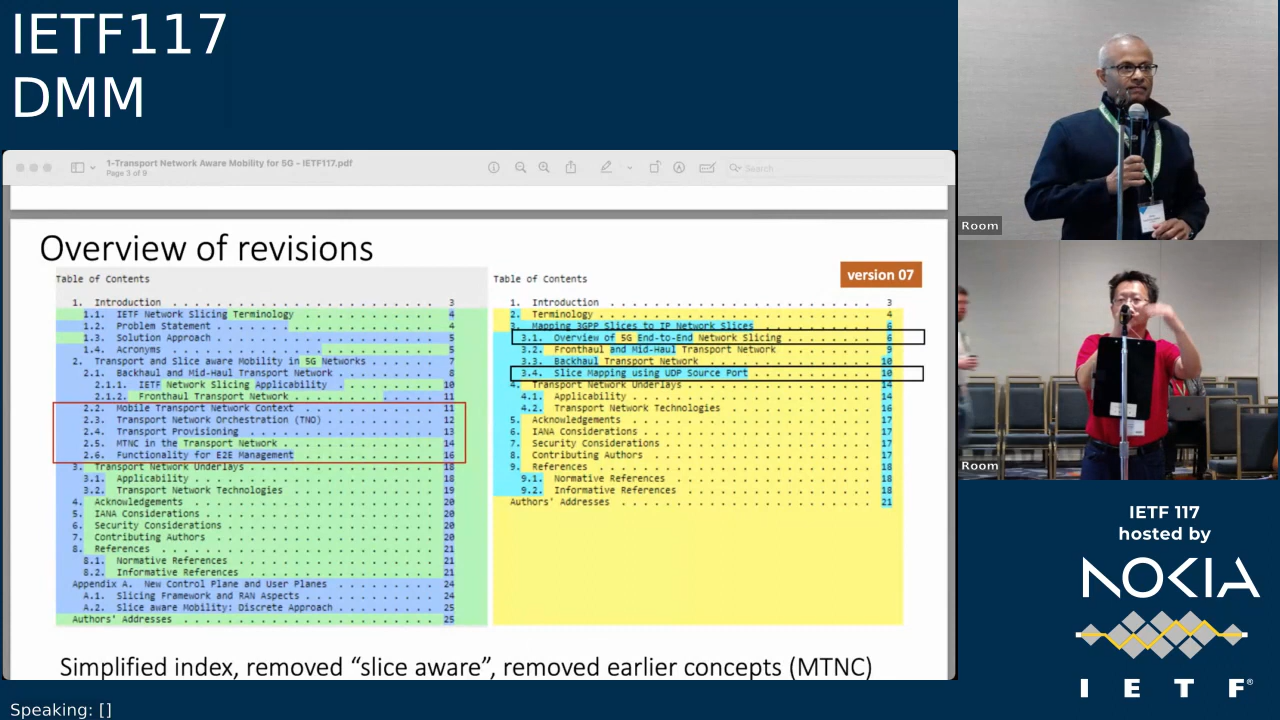 IETF117
DMM
1-Transport Network Aware Mobility for 5G – IETF117.pdf
Page 3 of 9
Search
Overview of revisions
version 07
Table of Contents
1. Introduction . . . . . . . . . . . . . . . . . . . . . . . . 3
1.1. IETF Network Slicing Terminology . . . . . . . . . . . . 4
1.2. Problem Statement . . . . . . . . . . . . . . . . . . . 4
1.3. Solution Approach . . . . . . . . . . . . . . . . . . . 5
1.4. Acronyms . . . . . . . . . . . . . . . . . . . . . . . . 5
2. Transport and Slice aware Mobility in 5G Networks . . . . . . 7
2.1. Backhaul and Mid-Haul Transport Network . . . . . . . . 8
2.1.1. IETF Network Slicing Applicability . . . . . . . . . 10
2.1.2. Fronthaul Transport Network . . . . . . . . . . . . 11
2.2. Mobile Transport Network Context . . . . . . . . . . . . 11
2.3. Transport Network Orchestration (TNO) . . . . . . . . . 12
2.4. Transport Provisioning . . . . . . . . . . . . . . . . . 13
2.5. MTNC in the Transport Network . . . . . . . . . . . . . 14
2.6. Functionality for E2E Management . . . . . . . . . . . . 16
3. Transport Network Underlays . . . . . . . . . . . . . . . . . 18
3.1. Applicability . . . . . . . . . . . . . . . . . . . . . 18
3.2. Transport Network Technologies . . . . . . . . . . . . . 19
4. Acknowledgements . . . . . . . . . . . . . . . . . . . . . . 20
5. IANA Considerations . . . . . . . . . . . . . . . . . . . . . 20
6. Security Considerations . . . . . . . . . . . . . . . . . . . 20
7. Contributing Authors . . . . . . . . . . . . . . . . . . . . 20
8. References . . . . . . . . . . . . . . . . . . . . . . . . . 21
8.1. Normative References . . . . . . . . . . . . . . . . . . 21
8.2. Informative References . . . . . . . . . . . . . . . . . 21
Appendix A. New Control Plane and User Planes . . . . . . . . . . 24
A.1. Slicing Framework and RAN Aspects . . . . . . . . . . . 24
A.2. Slice aware Mobility: Discrete Approach . . . . . . . . 25
Authors' Addresses . . . . . . . . . . . . . . . . . . . . . . . 25
Table of Contents
1. Introduction . . . . . . . . . . . . . . . . . . . . . . . . 3
2. Terminology . . . . . . . . . . . . . . . . . . . . . . . . . 4
3. Mapping 3GPP Slices to IP Network Slices . . . . . . . . . . 6
3.1. Overview of 5G End-to-End Network Slicing . . . . . . . 6
3.2. Fronthaul and Mid-Haul Transport Network . . . . . . . . 9
3.3. Backhaul Transport Network . . . . . . . . . . . . . . . 10
3.4. Slice Mapping using UDP Source Port . . . . . . . . . . 10
4. Transport Network Underlays . . . . . . . . . . . . . . . . . 14
4.1. Applicability . . . . . . . . . . . . . . . . . . . . . 14
4.2. Transport Network Technologies . . . . . . . . . . . . . 16
5. Acknowledgements . . . . . . . . . . . . . . . . . . . . . . 17
6. IANA Considerations . . . . . . . . . . . . . . . . . . . . . 17
7. Security Considerations . . . . . . . . . . . . . . . . . . . 17
8. Contributing Authors . . . . . . . . . . . . . . . . . . . . 17
9. References . . . . . . . . . . . . . . . . . . . . . . . . . 18
9.1. Normative References . . . . . . . . . . . . . . . . . . 18
9.2. Informative References . . . . . . . . . . . . . . . . . 18
Authors' Addresses . . . . . . . . . . . . . . . . . . . . . . . 21
Simplified index, removed “slice aware”, removed earlier concepts (MTNC)
Room
Room
IETF 117
hosted by
NOKIA
I E T F®
Speaking: []